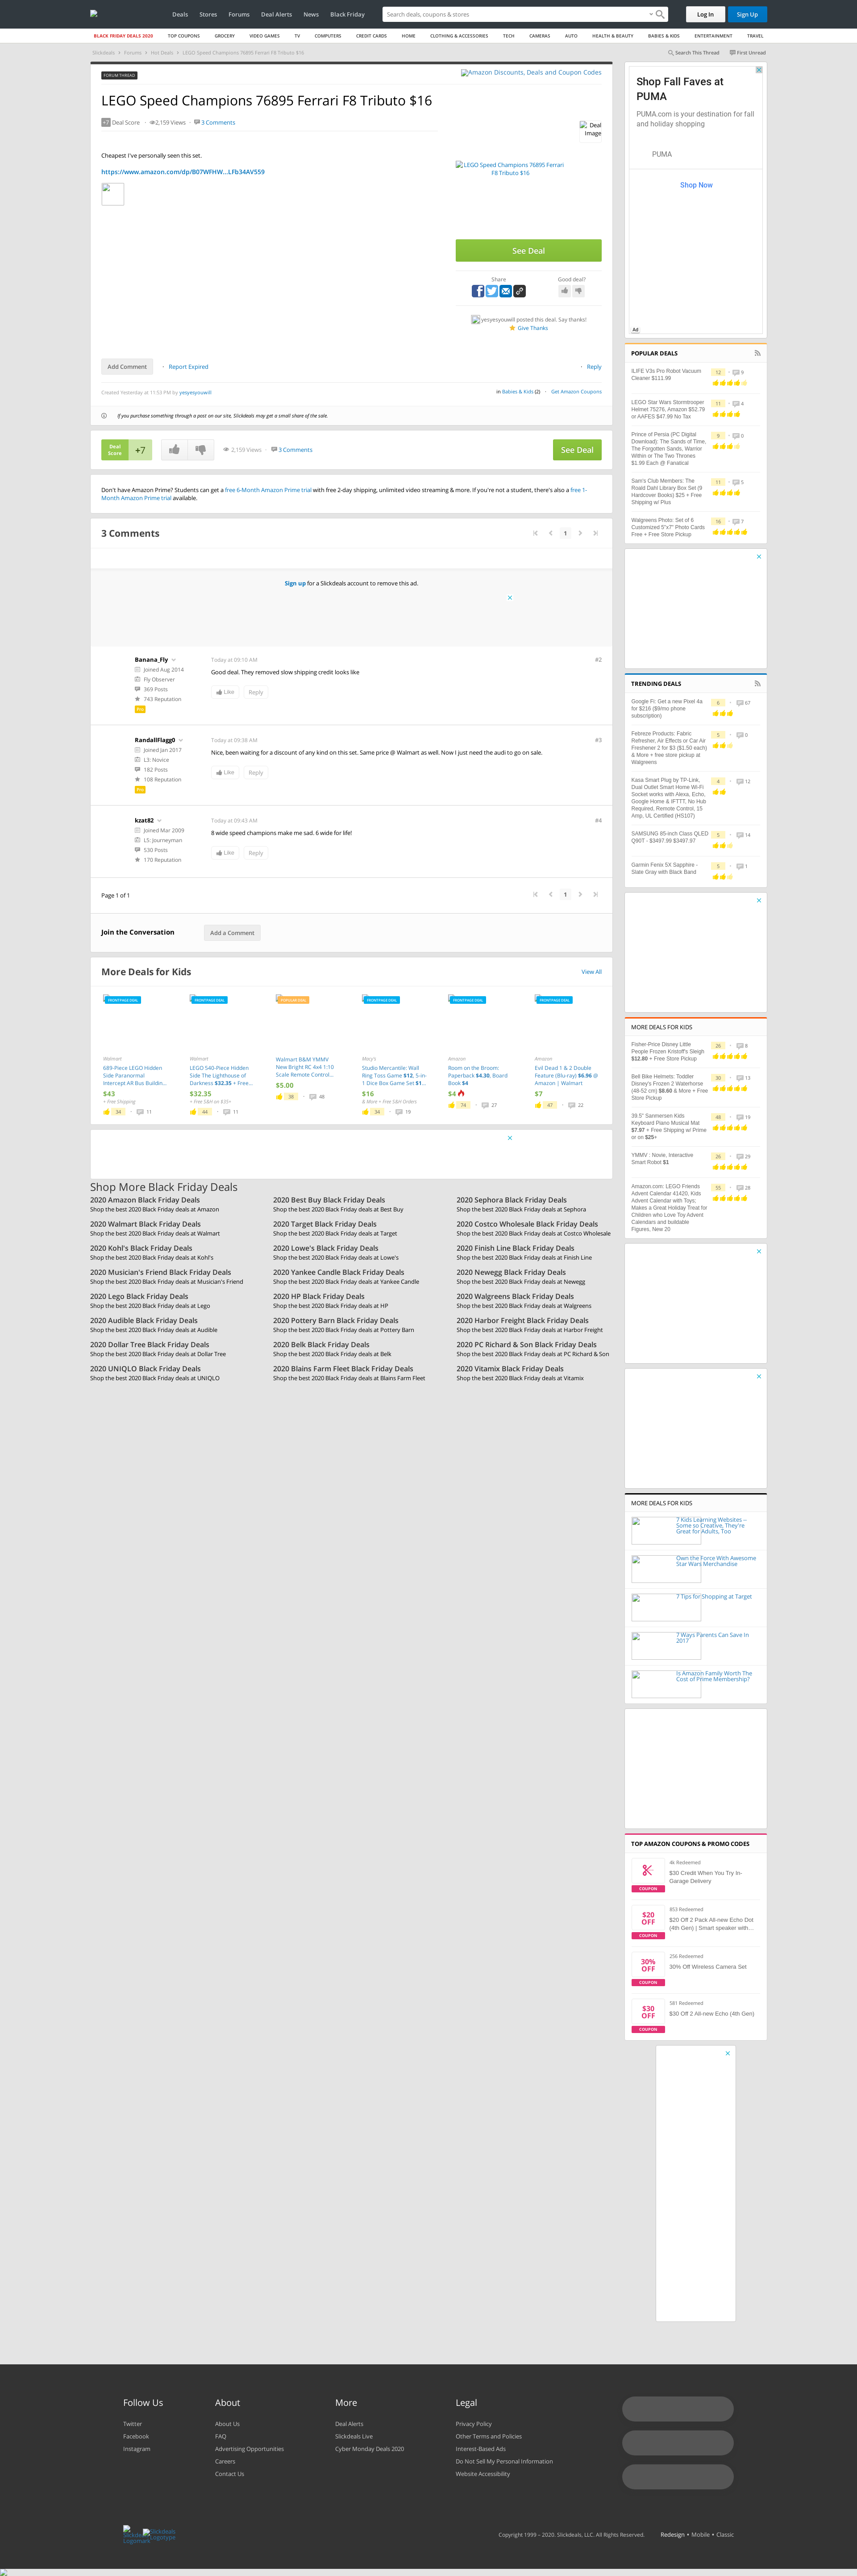 Deals Stores Forums Deal Alerts News Black Friday
Search deals, coupons & stores
Log In
Sign Up
BLACK FRIDAY DEALS 2020 TOP COUPONS GROCERY VIDEO GAMES TV COMPUTERS CREDIT CARDS HOME CLOTHING & ACCESSORIES TECH CAMERAS AUTO HEALTH & BEAUTY BABIES & KIDS ENTERTAINMENT TRAVEL
Slickdeals Forums Hot Deals LEGO Speed Champions 76895 Ferrari F8 Tributo $16
Search This Thread First Unread
FORUM THREAD
Amazon Discounts, Deals and Coupon Codes
LEGO Speed Champions 76895 Ferrari F8 Tributo $16
+7 Deal Score 2,159 Views 3 Comments
Deal Image
Cheapest I've personally seen this set.
https://www.amazon.com/dp/B07WFHW...LFb34AV559
LEGO Speed Champions 76895 Ferrari F8 Tributo $16
See Deal
Share
Good deal?
yesyesyouwill posted this deal. Say thanks!
Give Thanks
Add Comment
Report Expired
Reply
Created Yesterday at 11:53 PM by yesyesyouwill
in Babies & Kids (2)
Get Amazon Coupons
If you purchase something through a post on our site, Slickdeals may get a small share of the sale.
Deal Score
+7
2,159 Views
3 Comments
See Deal
Don't have Amazon Prime? Students can get a free 6-Month Amazon Prime trial with free 2-day shipping, unlimited video streaming & more. If you're not a student, there's also a free 1-
Month Amazon Prime trial available.
3 Comments
1
Sign up for a Slickdeals account to remove this ad.
Banana_Fly
Joined Aug 2014
Fly Observer
369 Posts
743 Reputation
Pro
Today at 09:10 AM
#2
Good deal. They removed slow shipping credit looks like
Like
Reply
RandallFlagg0
Joined Jan 2017
L3: Novice
182 Posts
108 Reputation
Pro
Today at 09:38 AM
#3
Nice, been waiting for a discount of any kind on this set. Same price @ Walmart as well. Now I just need the audi to go on sale.
Like
Reply
kzat82
Joined Mar 2009
L5: Journeyman
530 Posts
170 Reputation
Today at 09:43 AM
#4
8 wide speed champions make me sad. 6 wide for life!
Like
Reply
Page 1 of 1
1
Join the Conversation
Add a Comment
More Deals for Kids
View All
FRONTPAGE DEAL
Walmart
689-Piece LEGO Hidden
Side Paranormal
Intercept AR Bus Buildin...
$43
+ Free Shipping
34 11
FRONTPAGE DEAL
Walmart
LEGO 540-Piece Hidden
Side The Lighthouse of
Darkness $32.35 + Free...
$32.35
+ Free S&H on $35+
44 11
POPULAR DEAL
Walmart B&M YMMV
New Bright RC 4x4 1:10
Scale Remote Control...
$5.00
38 48
FRONTPAGE DEAL
Macy's
Studio Mercantile: Wall
Ring Toss Game $12, 5-in-
1 Dice Box Game Set $1...
$16
& More + Free S&H Orders
34 19
FRONTPAGE DEAL
Amazon
Room on the Broom:
Paperback $4.30, Board
Book $4
$4
74 27
FRONTPAGE DEAL
Amazon
Evil Dead 1 & 2 Double
Feature (Blu-ray) $6.96 @
Amazon | Walmart
$7
47 22
Shop More Black Friday Deals
2020 Amazon Black Friday Deals
Shop the best 2020 Black Friday deals at Amazon
2020 Best Buy Black Friday Deals
Shop the best 2020 Black Friday deals at Best Buy
2020 Sephora Black Friday Deals
Shop the best 2020 Black Friday deals at Sephora
2020 Walmart Black Friday Deals
Shop the best 2020 Black Friday deals at Walmart
2020 Target Black Friday Deals
Shop the best 2020 Black Friday deals at Target
2020 Costco Wholesale Black Friday Deals
Shop the best 2020 Black Friday deals at Costco Wholesale
2020 Kohl's Black Friday Deals
Shop the best 2020 Black Friday deals at Kohl's
2020 Lowe's Black Friday Deals
Shop the best 2020 Black Friday deals at Lowe's
2020 Finish Line Black Friday Deals
Shop the best 2020 Black Friday deals at Finish Line
2020 Musician's Friend Black Friday Deals
Shop the best 2020 Black Friday deals at Musician's Friend
2020 Yankee Candle Black Friday Deals
Shop the best 2020 Black Friday deals at Yankee Candle
2020 Newegg Black Friday Deals
Shop the best 2020 Black Friday deals at Newegg
2020 Lego Black Friday Deals
Shop the best 2020 Black Friday deals at Lego
2020 HP Black Friday Deals
Shop the best 2020 Black Friday deals at HP
2020 Walgreens Black Friday Deals
Shop the best 2020 Black Friday deals at Walgreens
2020 Audible Black Friday Deals
Shop the best 2020 Black Friday deals at Audible
2020 Pottery Barn Black Friday Deals
Shop the best 2020 Black Friday deals at Pottery Barn
2020 Harbor Freight Black Friday Deals
Shop the best 2020 Black Friday deals at Harbor Freight
2020 Dollar Tree Black Friday Deals
Shop the best 2020 Black Friday deals at Dollar Tree
2020 Belk Black Friday Deals
Shop the best 2020 Black Friday deals at Belk
2020 PC Richard & Son Black Friday Deals
Shop the best 2020 Black Friday deals at PC Richard & Son
2020 UNIQLO Black Friday Deals
Shop the best 2020 Black Friday deals at UNIQLO
2020 Blains Farm Fleet Black Friday Deals
Shop the best 2020 Black Friday deals at Blains Farm Fleet
2020 Vitamix Black Friday Deals
Shop the best 2020 Black Friday deals at Vitamix
Shop Fall Faves at
PUMA
PUMA.com is your destination for fall
and holiday shopping
PUMA
Shop Now
Ad
POPULAR DEALS
ILIFE V3s Pro Robot Vacuum
Cleaner $111.99
12 9
LEGO Star Wars Stormtrooper
Helmet 75276, Amazon $52.79
or AAFES $47.99 No Tax
11 4
Prince of Persia (PC Digital
Download): The Sands of Time,
The Forgotten Sands, Warrior
Within or The Two Thrones
$1.99 Each @ Fanatical
9 0
Sam's Club Members: The
Roald Dahl Library Box Set (9
Hardcover Books) $25 + Free
Shipping w/ Plus
11 5
Walgreens Photo: Set of 6
Customized 5"x7" Photo Cards
Free + Free Store Pickup
16 7
TRENDING DEALS
Google Fi: Get a new Pixel 4a
for $216 ($9/mo phone
subscription)
6 67
Febreze Products: Fabric
Refresher, Air Effects or Car Air
Freshener 2 for $3 ($1.50 each)
& More + free store pickup at
Walgreens
5 0
Kasa Smart Plug by TP-Link,
Dual Outlet Smart Home Wi-Fi
Socket works with Alexa, Echo,
Google Home & IFTTT, No Hub
Required, Remote Control, 15
Amp, UL Certified (HS107)
4 12
SAMSUNG 85-inch Class QLED
Q90T - $3497.99 $3497.97
5 14
Garmin Fenix 5X Sapphire -
Slate Gray with Black Band
5 1
MORE DEALS FOR KIDS
Fisher-Price Disney Little
People Frozen Kristoff's Sleigh
$12.80 + Free Store Pickup
26 8
Bell Bike Helmets: Toddler
Disney's Frozen 2 Waterhorse
(48-52 cm) $8.60 & More + Free
Store Pickup
30 13
39.5" Sanmersen Kids
Keyboard Piano Musical Mat
$7.97 + Free Shipping w/ Prime
or on $25+
48 19
YMMV : Novie, Interactive
Smart Robot $1
26 29
Amazon.com: LEGO Friends
Advent Calendar 41420, Kids
Advent Calendar with Toys;
Makes a Great Holiday Treat for
Children who Love Toy Advent
Calendars and buildable
Figures, New 20
55 28
MORE DEALS FOR KIDS
7 Kids Learning Websites --
Some so Creative, They're
Great for Adults, Too
Own the Force With Awesome
Star Wars Merchandise
7 Tips for Shopping at Target
7 Ways Parents Can Save in
2017
Is Amazon Family Worth The
Cost of Prime Membership?
TOP AMAZON COUPONS & PROMO CODES
4k Redeemed
$30 Credit When You Try In-
Garage Delivery
COUPON
$20 OFF
853 Redeemed
$20 Off 2 Pack All-new Echo Dot
(4th Gen) | Smart speaker with...
COUPON
30% OFF
256 Redeemed
30% Off Wireless Camera Set
COUPON
$30 OFF
581 Redeemed
$30 Off 2 All-new Echo (4th Gen)
COUPON
Follow Us
Twitter
Facebook
Instagram
About
About Us
FAQ
Advertising Opportunities
Careers
Contact Us
More
Deal Alerts
Slickdeals Live
Cyber Monday Deals 2020
Legal
Privacy Policy
Other Terms and Policies
Interest-Based Ads
Do Not Sell My Personal Information
Website Accessibility
Slickdeals Logomark
Slickdeals Logotype
Copyright 1999 – 2020. Slickdeals, LLC. All Rights Reserved.
Redesign • Mobile • Classic